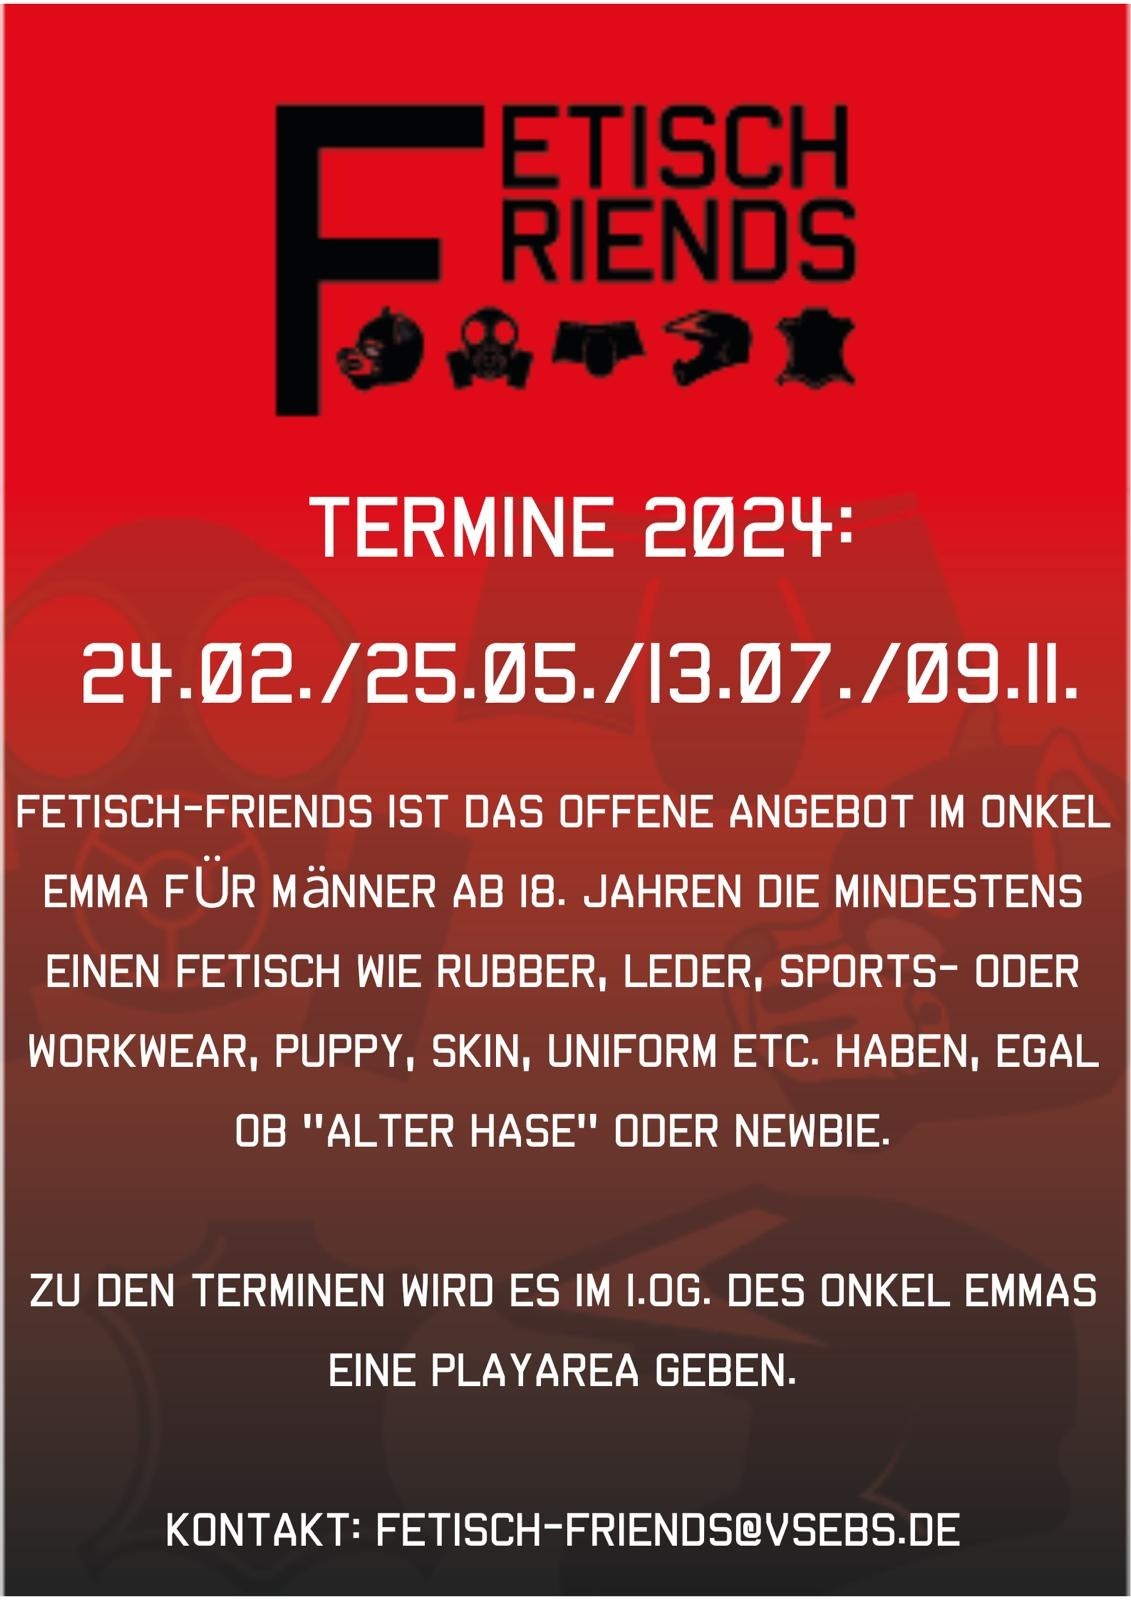 FETISCH
FRIENDS
TERMINE 2024:
24.02./25.05./13.07./09.11.
FETISCH-FRIENDS IST DAS OFFENE ANGEBOT IM ONKEL
EMMA FÜR MäNNER AB 18. JAHREN DIE MINDESTENS
EINEN FETISCH WIE RUBBER, LEDER, SPORTS- ODER
WORKWEAR, PUPPY, SKIN, UNIFORM ETC. HABEN, EGAL
OB "ALTER HASE" ODER NEWBIE.
ZU DEN TERMINEN WIRD ES IM 1.OG. DES ONKEL EMMAS
EINE PLAYAREA GEBEN.
KONTAKT: FETISCH-FRIENDS@VSEBS.DE